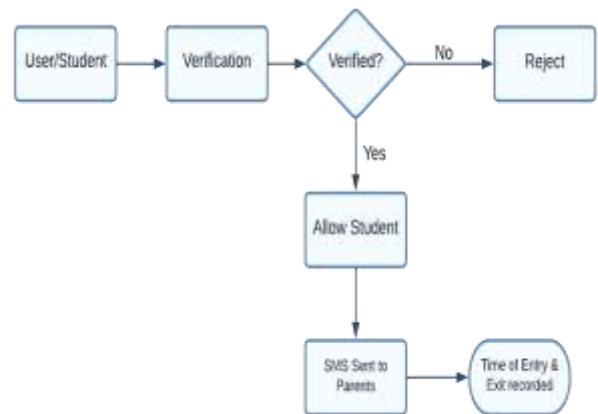 User/Student
Verification
Verified?
No
Reject
Yes
Allow Student
SMS Sent to
Parents
Time of Entry &
Exit recorded